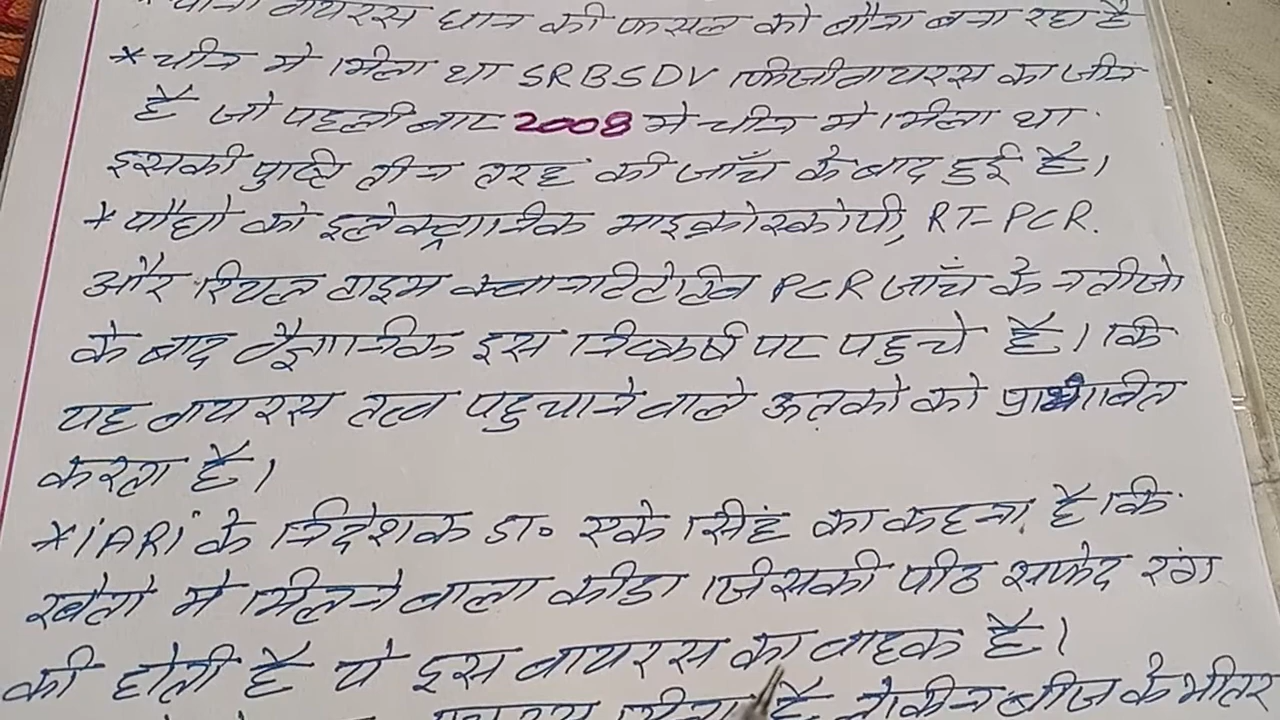 वायरस धान की फसल को बौना बना रहा है
* चीन मे मिला था SRBSDV फिजीवायरस का जीन
है जो पहली बार 2008 मे चीन मे मिला था
इसकी पुष्टि तीन तरह की जाँच के बाद हुई है।
* पौधो को इलेक्ट्रानिक माइक्रोस्कोपी, RT-PCR.
और रियल टाइम क्वानटिटेटिव PCR जाँच के नतीजो
के बाद वैज्ञानिक इस निष्कर्ष पर पहुचे है। कि
यह वायरस तत्व पहुचाने वाले ऊतको को प्रभावित
करता है।
* iARi के निदेशक डा० एके सिंह का कहना है कि
खेतो मे मिलने वाला कीडा जिसकी पीठ सफेद रंग
की होती है ये इस वायरस का वाहक है।
है लेकिन बीज के भीतर